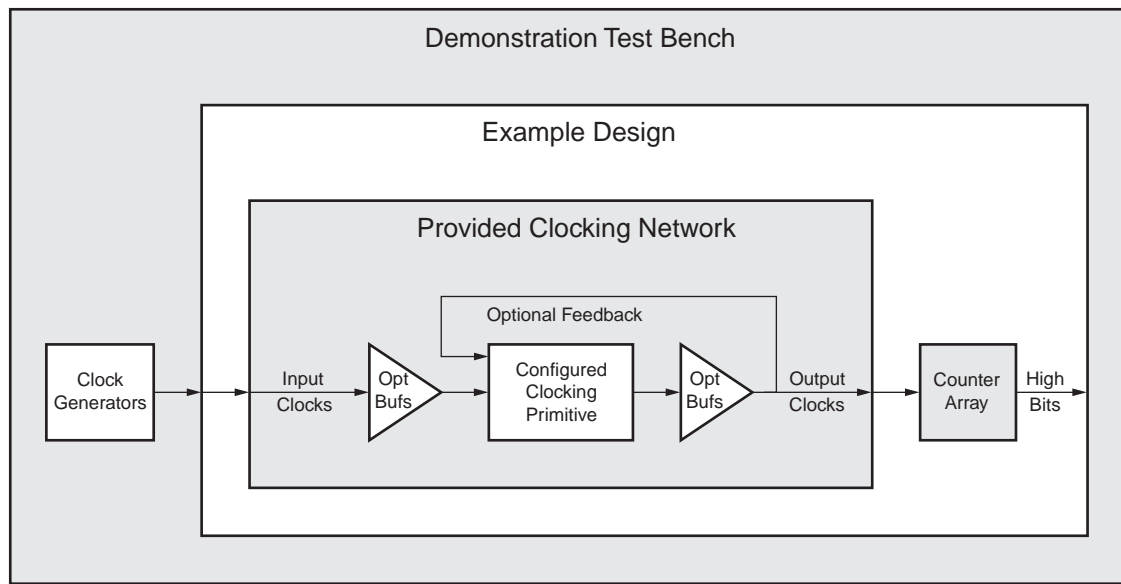 Demonstration Test Bench
Example Design
Provided Clocking Network
Optional Feedback
Clock
Generators
Input
Clocks
Opt
Bufs
Configured
Clocking
Primitive
Opt
Bufs
Output
Clocks
Counter
Array
High
Bits